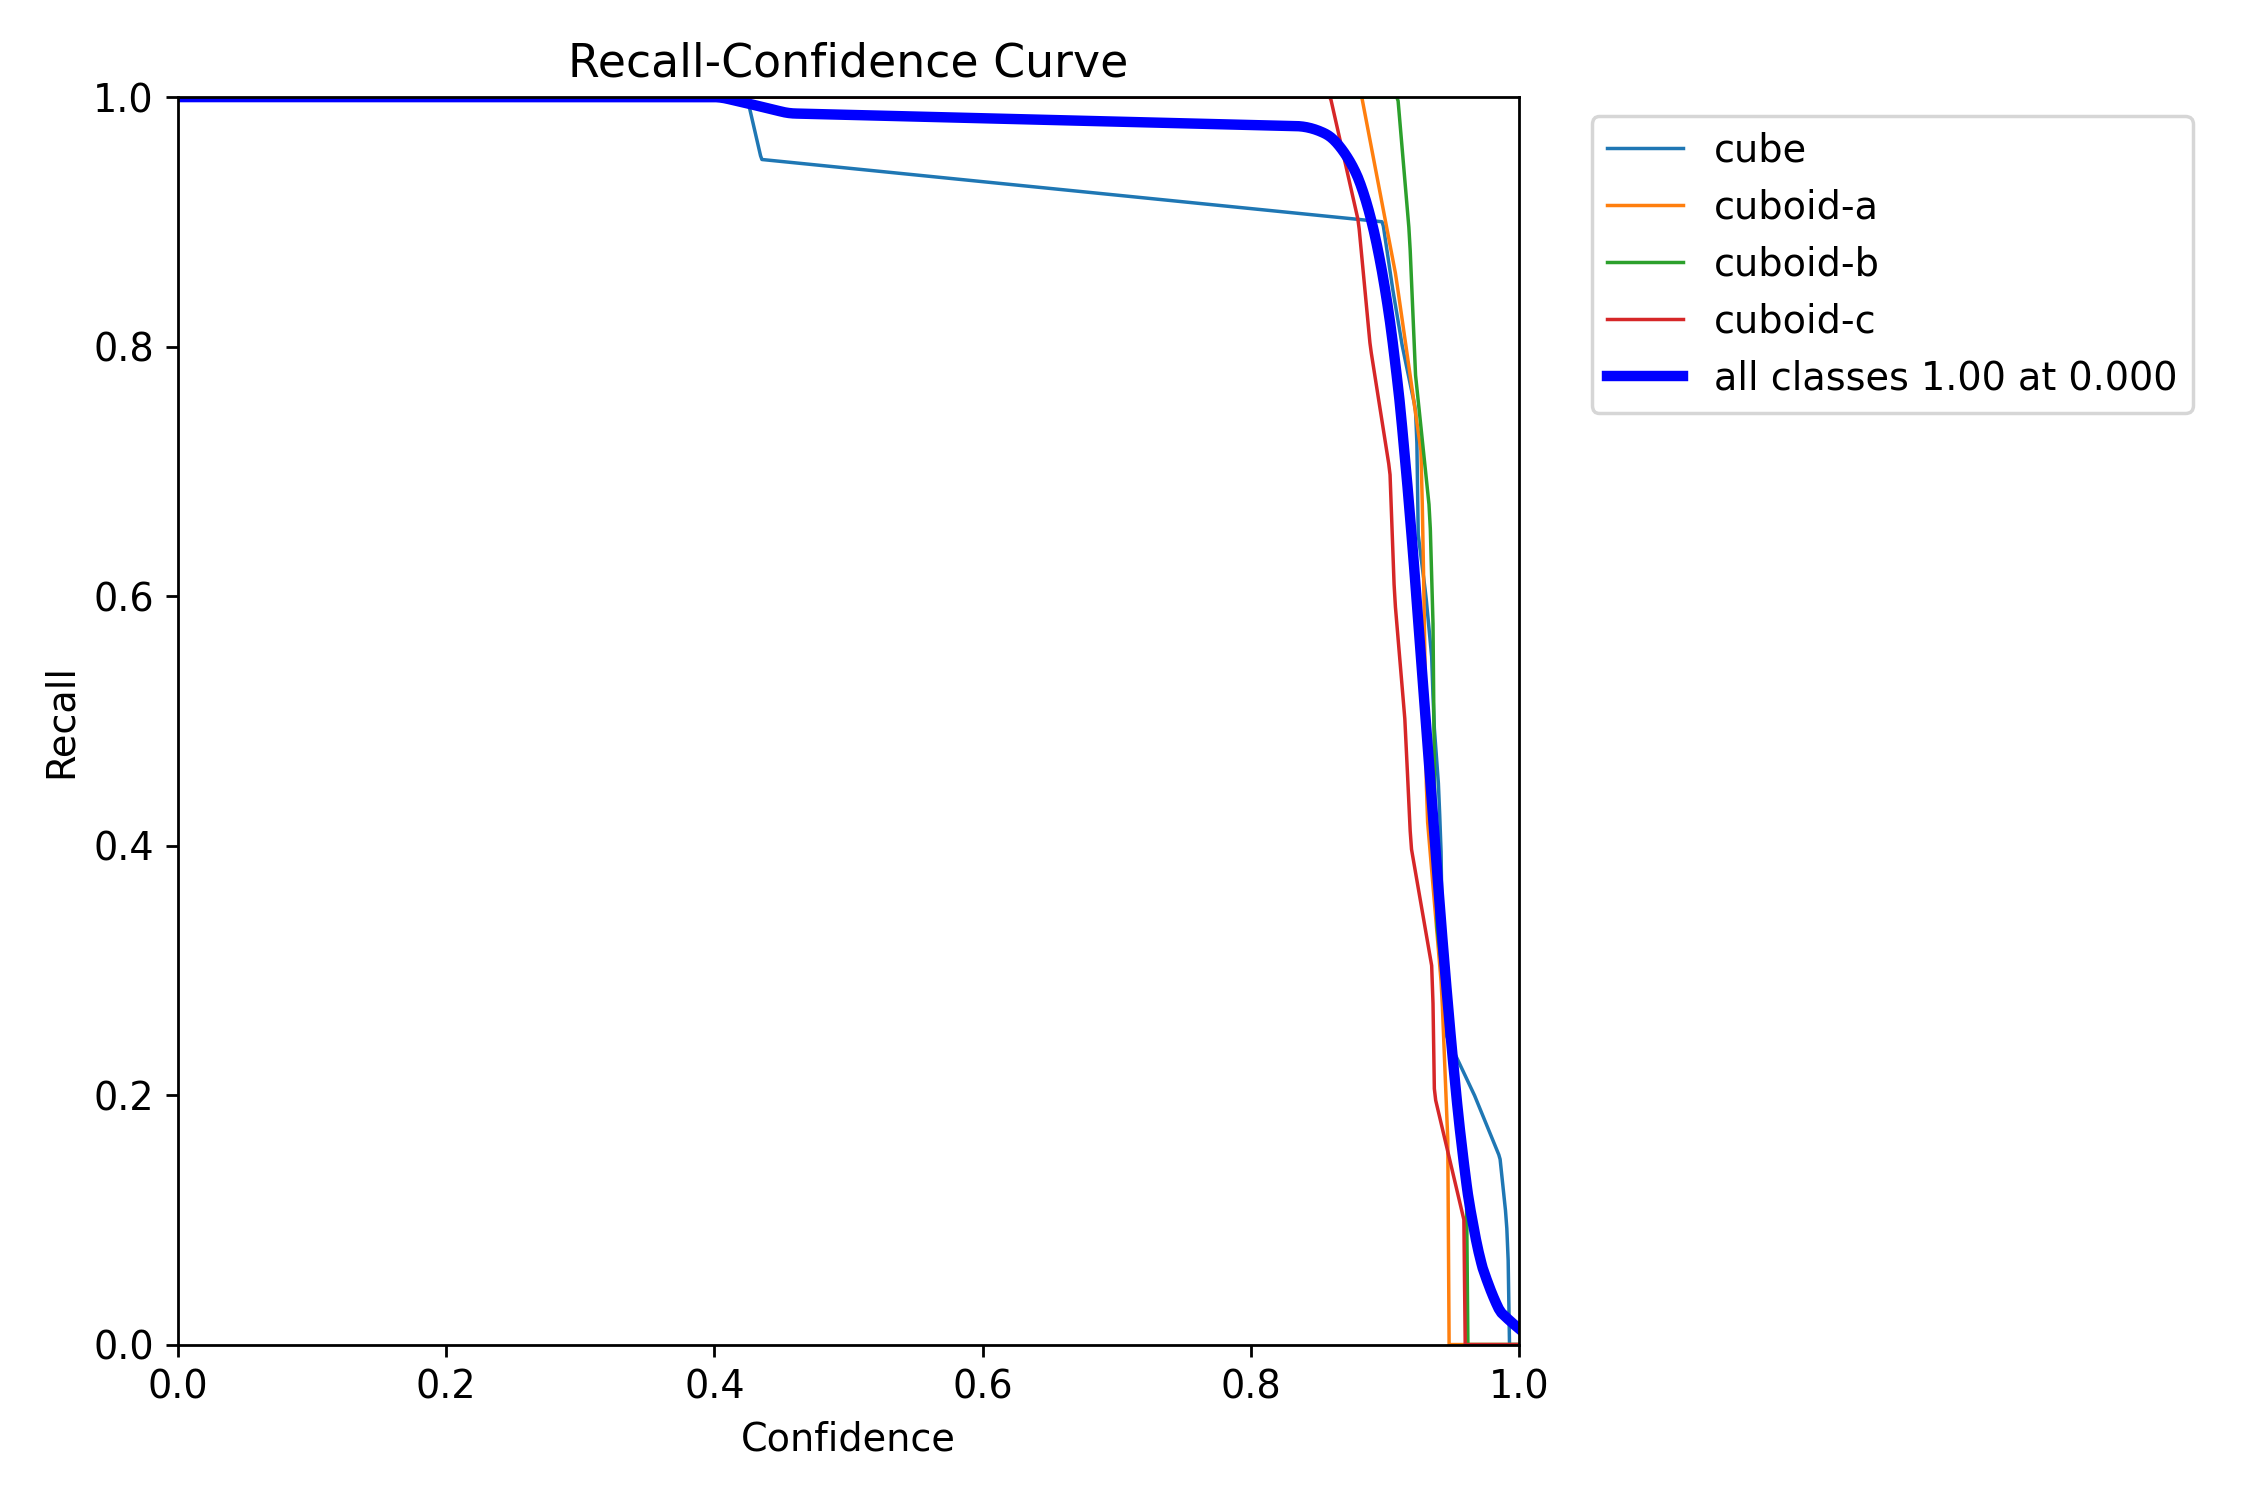 Recall-Confidence Curve
1.0
0.8
0.6
0.4
0.2
0.0
Recall
0.0 0.2 0.4 0.6 0.8 1.0
Confidence
cube
cuboid-a
cuboid-b
cuboid-c
all classes 1.00 at 0.000